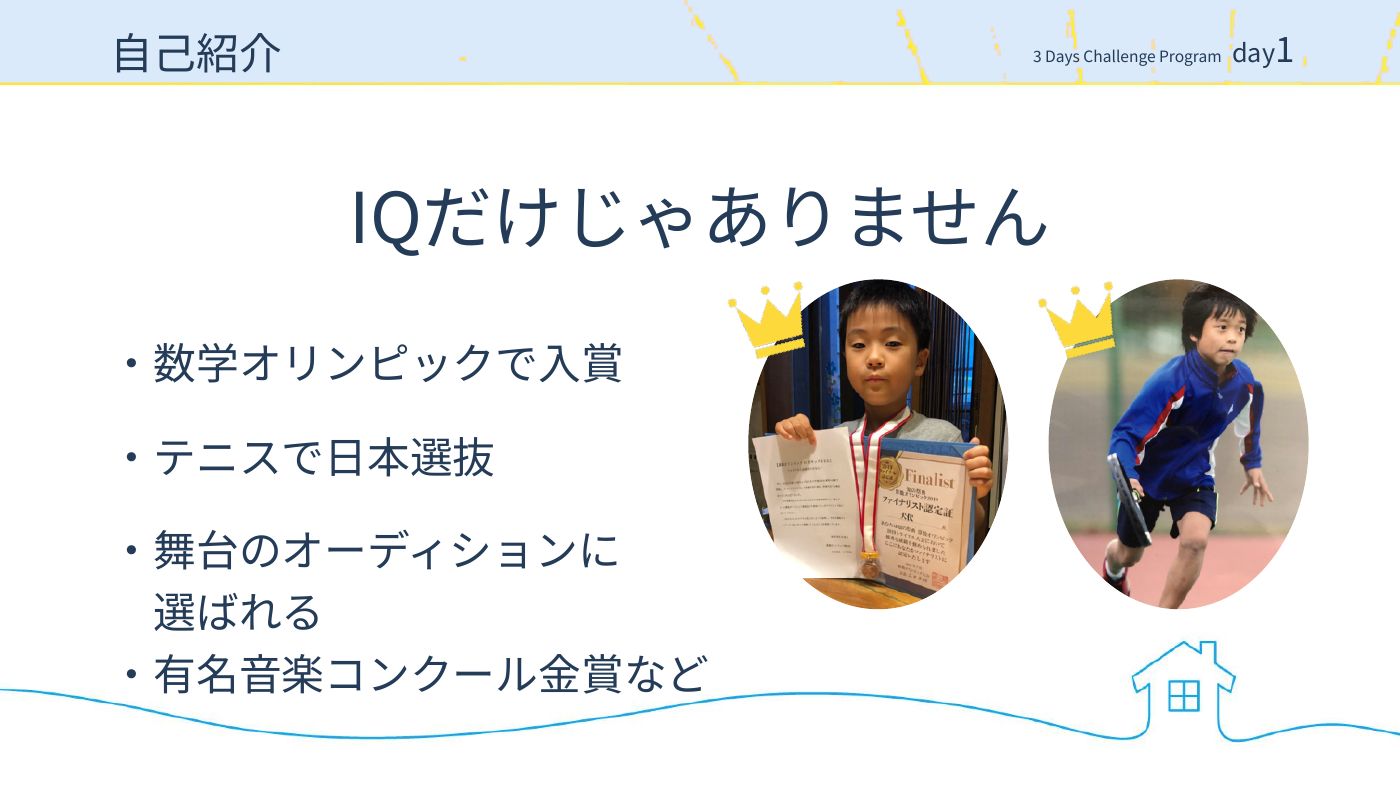 自己紹介
3 Days Challenge Program day1
IQだけじゃありません
・数学オリンピックで入賞
・テニスで日本選抜
・舞台のオーディションに
選ばれる
・有名音楽コンクール金賞など
Finalist
ファイナリスト認定証